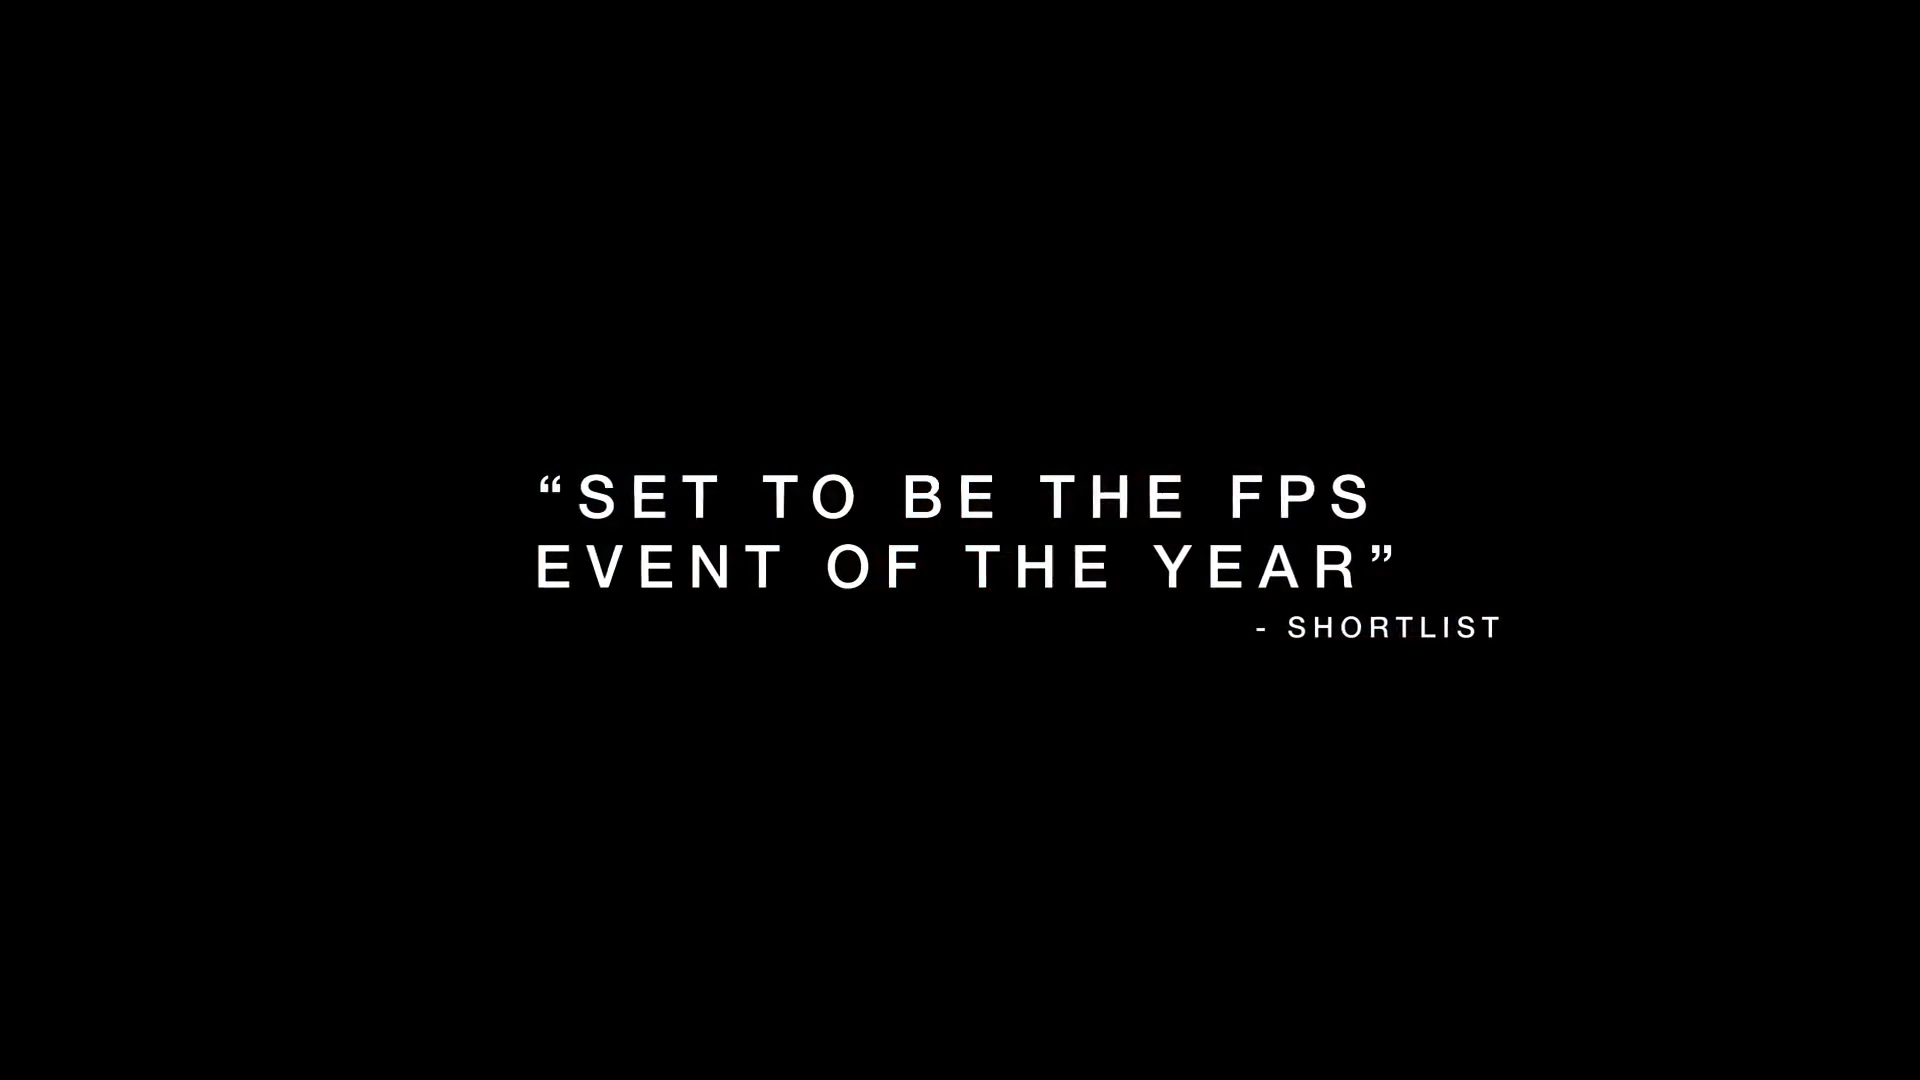 “SET TO BE THE FPS
EVENT OF THE YEAR”
- SHORTLIST